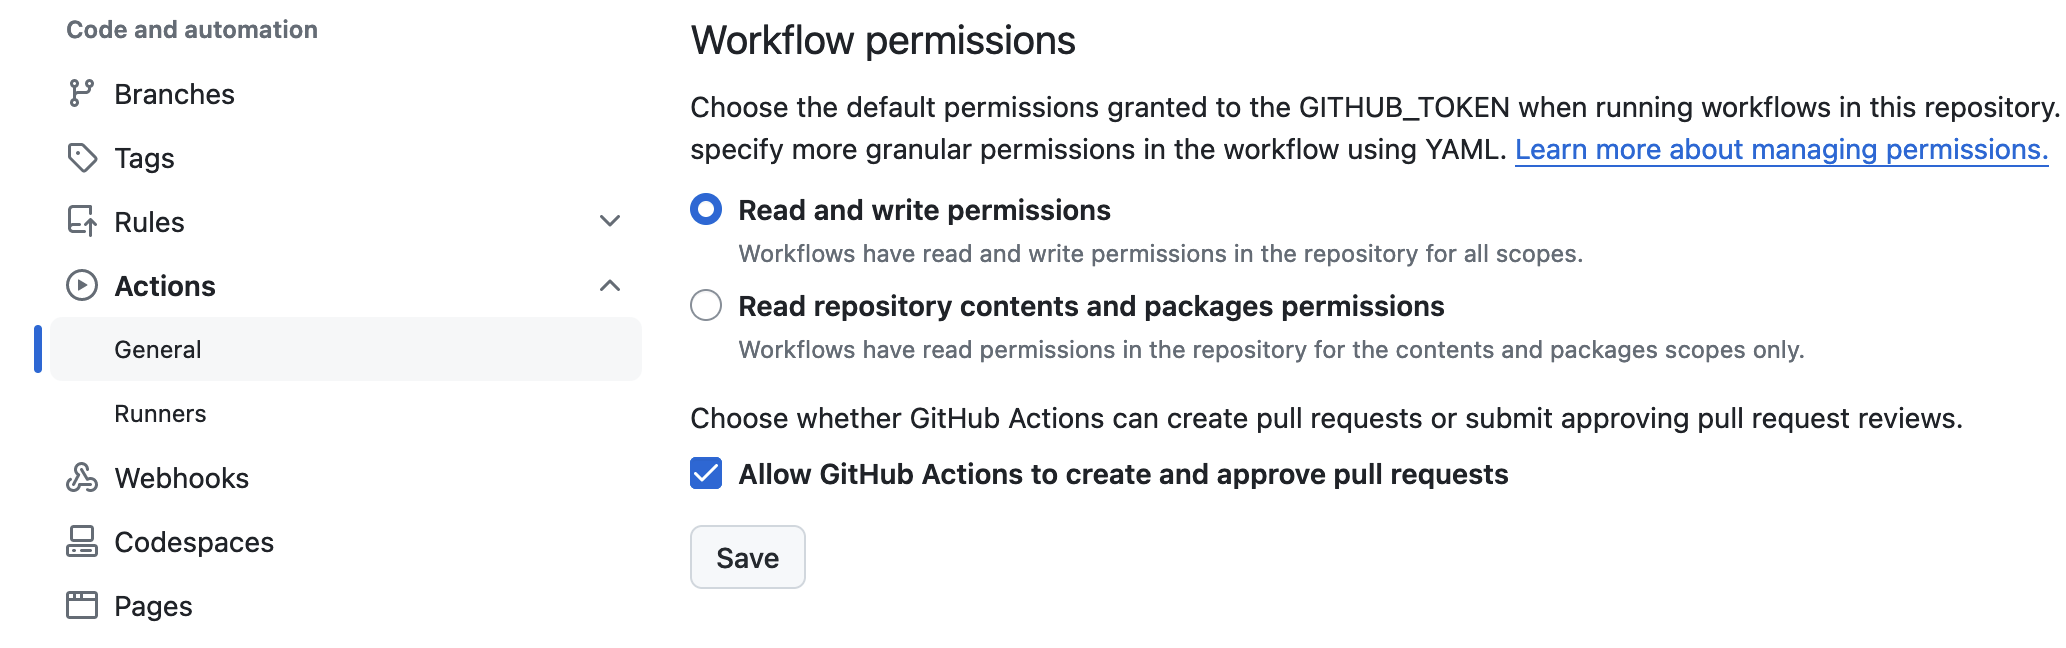 Code and automation
Branches
Tags
Rules
Actions
General
Runners
Webhooks
Codespaces
Pages
Workflow permissions
Choose the default permissions granted to the GITHUB_TOKEN when running workflows in this repository.
specify more granular permissions in the workflow using YAML. Learn more about managing permissions.
Read and write permissions
Workflows have read and write permissions in the repository for all scopes.
Read repository contents and packages permissions
Workflows have read permissions in the repository for the contents and packages scopes only.
Choose whether GitHub Actions can create pull requests or submit approving pull request reviews.
Allow GitHub Actions to create and approve pull requests
Save